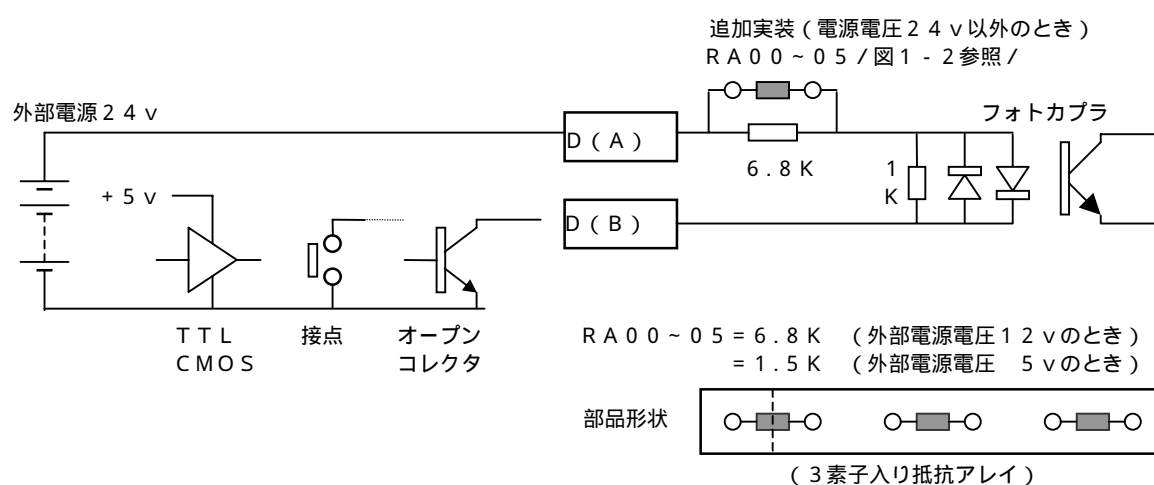 追加実装(電源電圧24v以外のとき)
RA00~05/図1-2参照/
外部電源24v
フォトカプラ
D(A)
6.8K
1
K
+5v
D(B)
TTL
CMOS
接点
オープン
コレクタ
RA00~05=6.8K (外部電源電圧12vのとき)
=1.5K (外部電源電圧 5vのとき)
部品形状
(3素子入り抵抗アレイ)